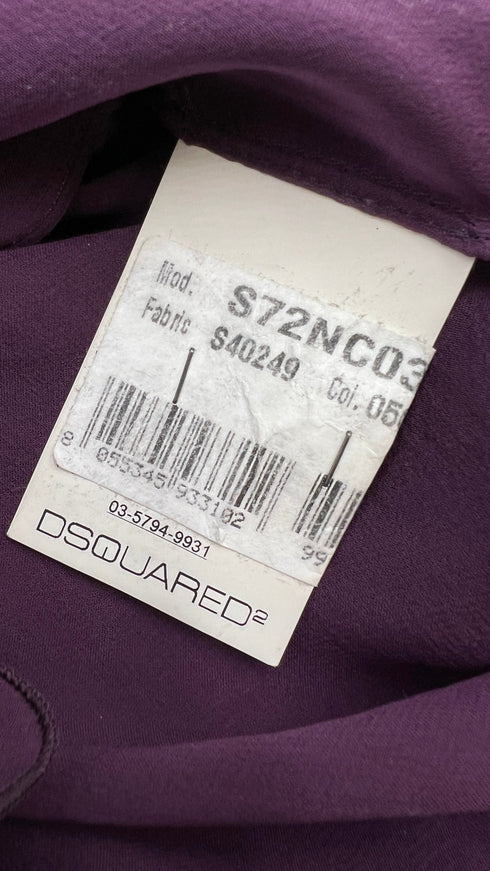 Mod. S72NC03
Fabric S40249 Col. 05
8 055345 933102
99
03-5794-9931
DSQUARED2